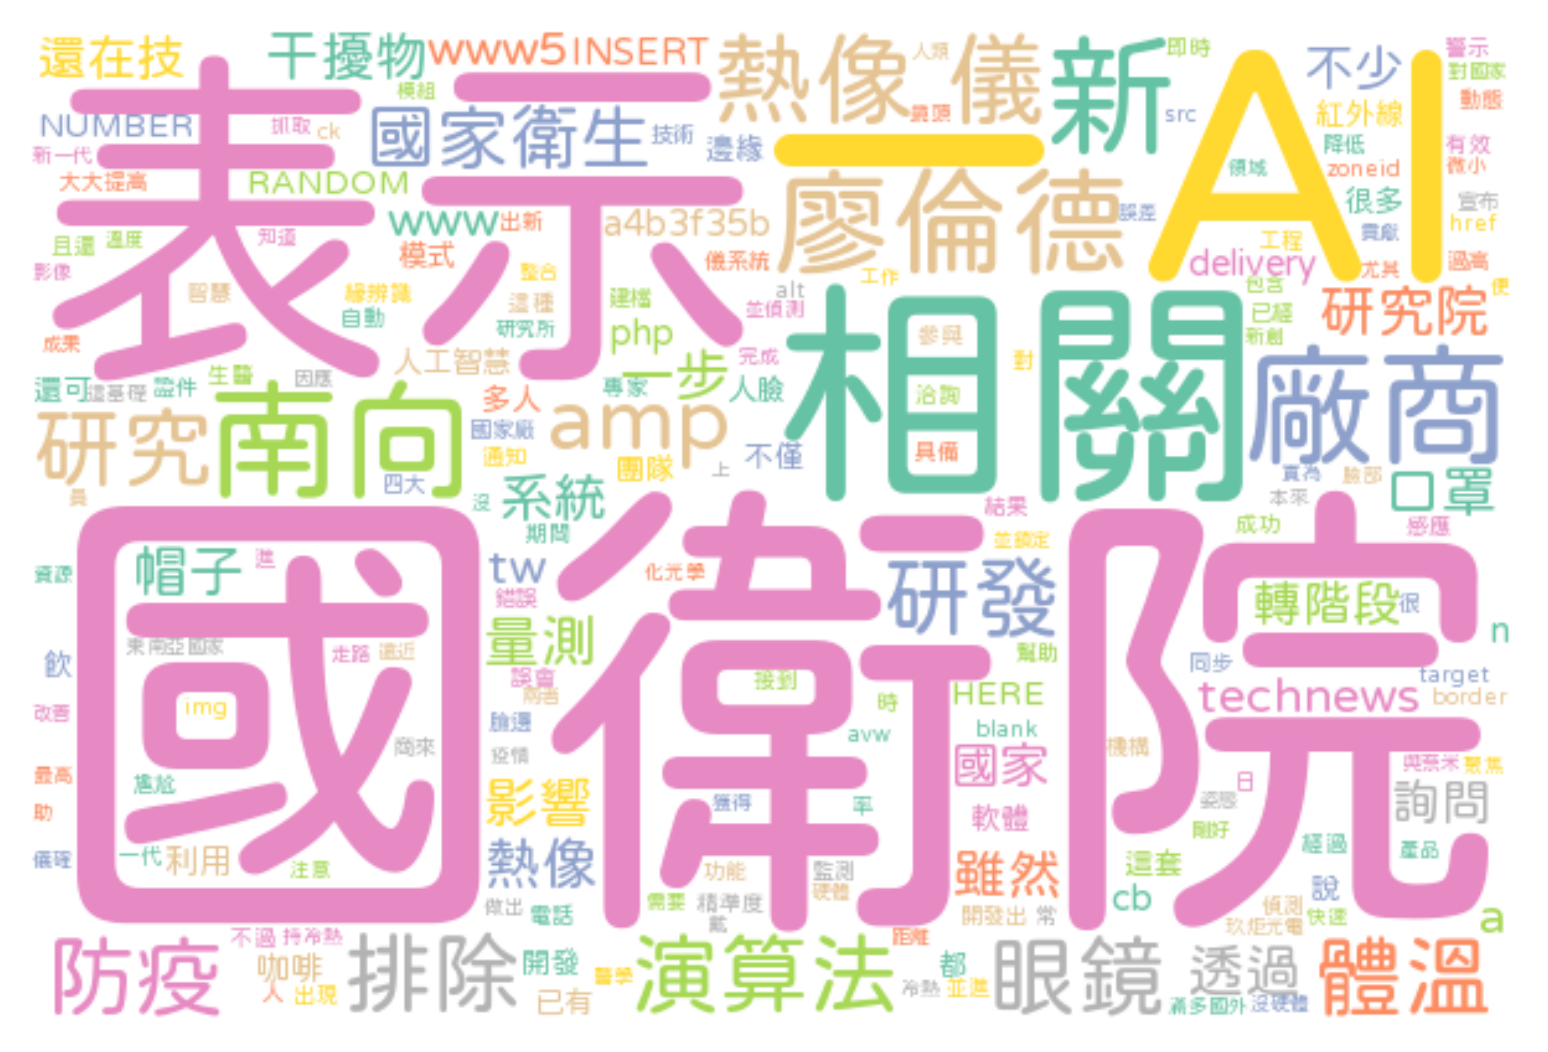 還在技
干擾物
www5INSERT
熱像儀
人類
新
即時
AI
不少
警示
對國家
動態
NUMBER
模組
抓取
ck
國家衛生
技術
邊緣
鏡頭
src
紅外線
降低
有效
新一代
大大提高
RANDOM
表示
一
廖倫德
領域
zoneid
微小
很多
宣布
href
www
出新
a4b3f35b
誤差
貢獻
且還
溫度
知道
模式
儀系統
工作
工程
delivery
尤其
過高
影像
智慧
緣辨識
自動
整合
這種
研究所
建檔
alt
並偵測
包含
已經
新創
研究院
便
成果
php
相關
參與
人工智慧
一步
完成
對
廠商
還可
這基礎
證件
生醫
因應
多人
專家
人臉
洽詢
研究
南向
國家廠
amp
具備
通知
團隊
上
不僅
四大
員
沒
系統
期間
結果
本來
臉部
口罩
成功
感應
並鎖定
國衛院
帽子
進
資源
tw
錯誤
化光學
研發
轉階段
很
n
東南亞國家
走路
遠近
量測
誤會
幫助
同步
target
飲
接到
時
HERE
technews
border
img
改善
臉邊
疫情
avw
blank
商來
國家
機構
與奈米
聚焦
最高
尷尬
日
姿態
詢問
助
影響
獲得
率
軟體
剛好
經過
產品
儀確
一代
利用
注意
熱像
功能
監測
硬體
雖然
這套
說
做出
電話
需要
精準度
戴
開發出
常
cb
偵測
快速
玖炬光電
a
防疫
不過
持冷熱
咖啡
人
出現
排除
開發
已有
醫學
演算法
距離
冷熱
都
並進
眼鏡
透過
滿多國外
沒硬體
體溫